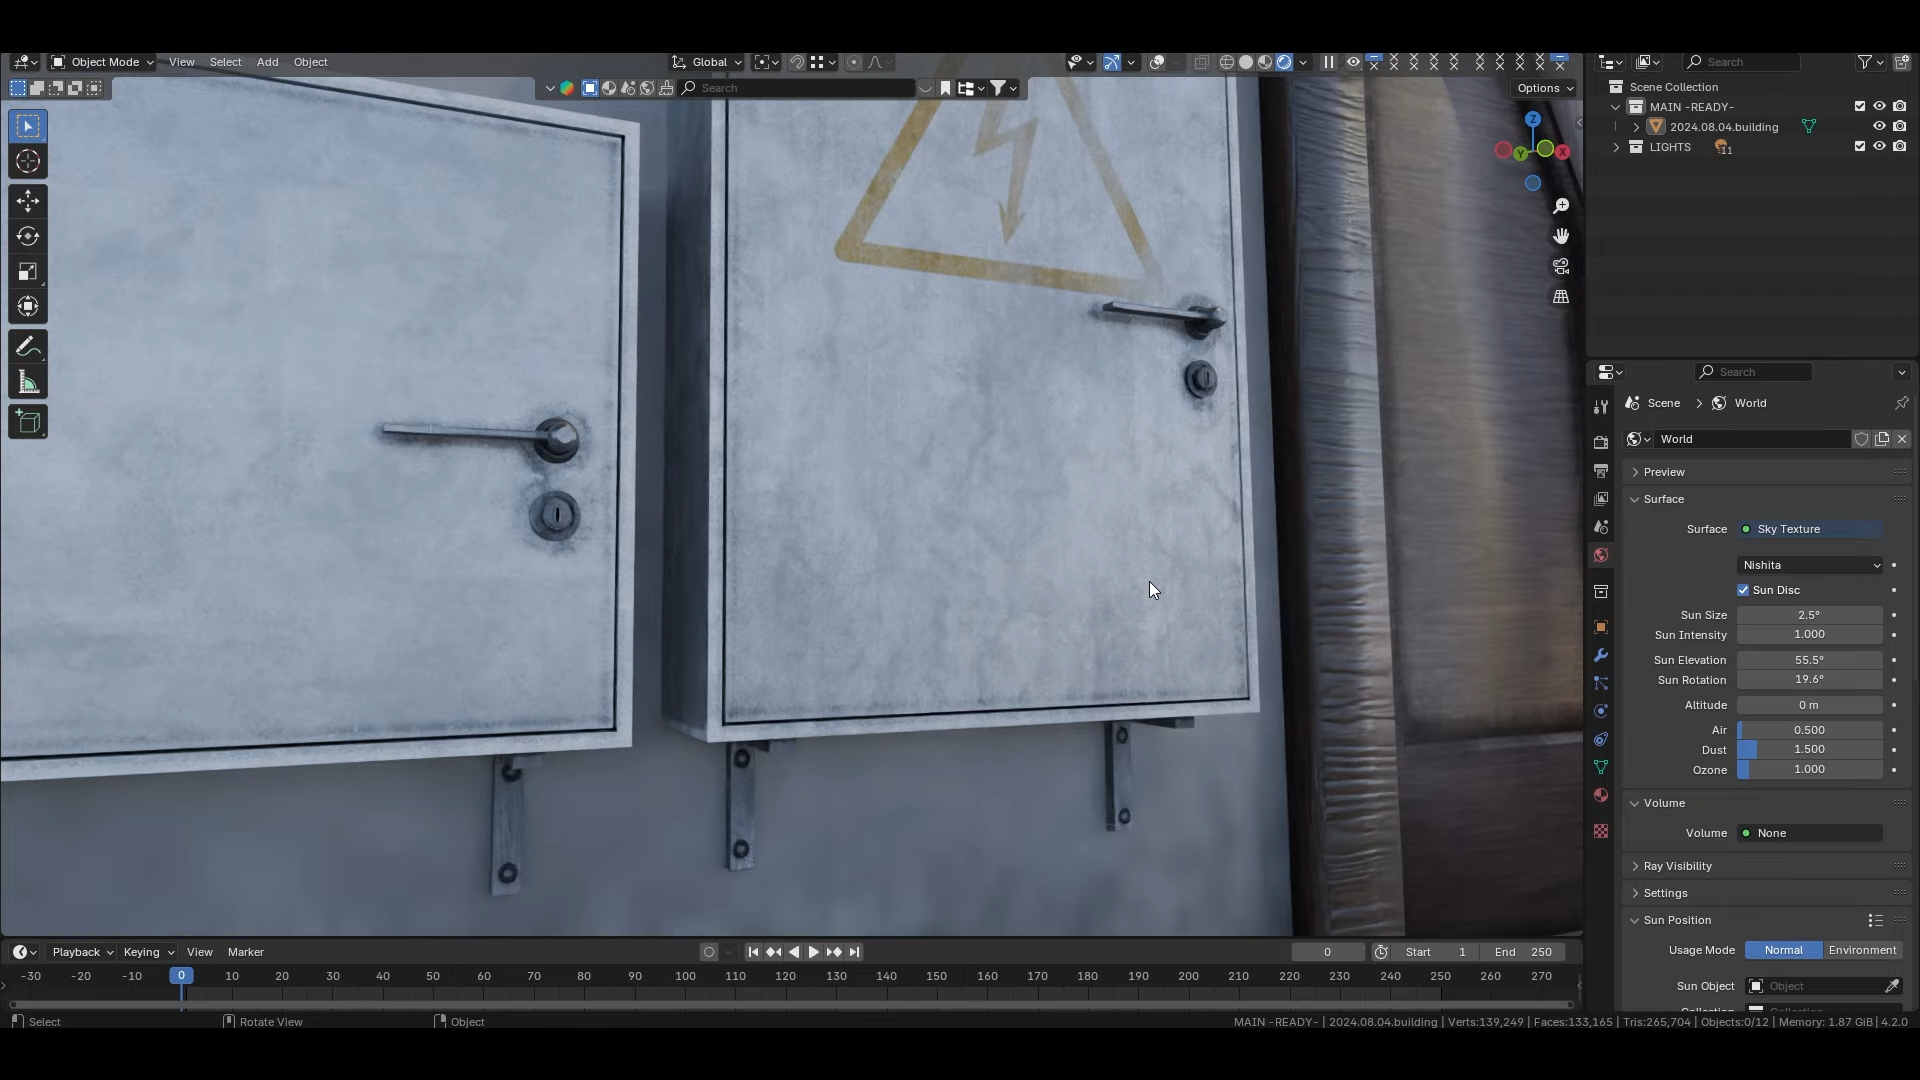 Object Mode View Select Add Object Global
Search Options
Z
Y
X
Search
Scene Collection
MAIN -READY-
2024.08.04.building
LIGHTS 11
Search
Scene > World
World
Preview
Surface
Surface Sky Texture
Nishita
Sun Disc
Sun Size 2.5°
Sun Intensity 1.000
Sun Elevation 55.5°
Sun Rotation 19.6°
Altitude 0 m
Air 0.500
Dust 1.500
Ozone 1.000
Volume
Volume None
Ray Visibility
Settings
Sun Position
Usage Mode Normal Environment
Sun Object Object
Playback Keying View Marker 0 Start 1 End 250
-30 -20 -10 0 10 20 30 40 50 60 70 80 90 100 110 120 130 140 150 160 170 180 190 200 210 220 230 240 250 260 270
Select Rotate View Object MAIN -READY- | 2024.08.04.building | Verts:139,249 | Faces:133,165 | Tris:265,704 | Objects:0/12 | Memory: 1.87 GiB | 4.2.0